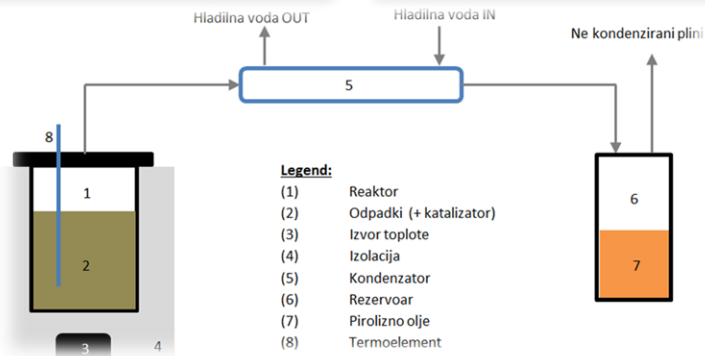 Hladilna voda OUT
Hladilna voda IN
Ne kondenzirani plini
5
8
1
2
3
4
6
7
Legend:
(1) Reaktor
(2) Odpadki (+ katalizator)
(3) Izvor toplote
(4) Izolacija
(5) Kondenzator
(6) Rezervoar
(7) Pirolizno olje
(8) Termoelement